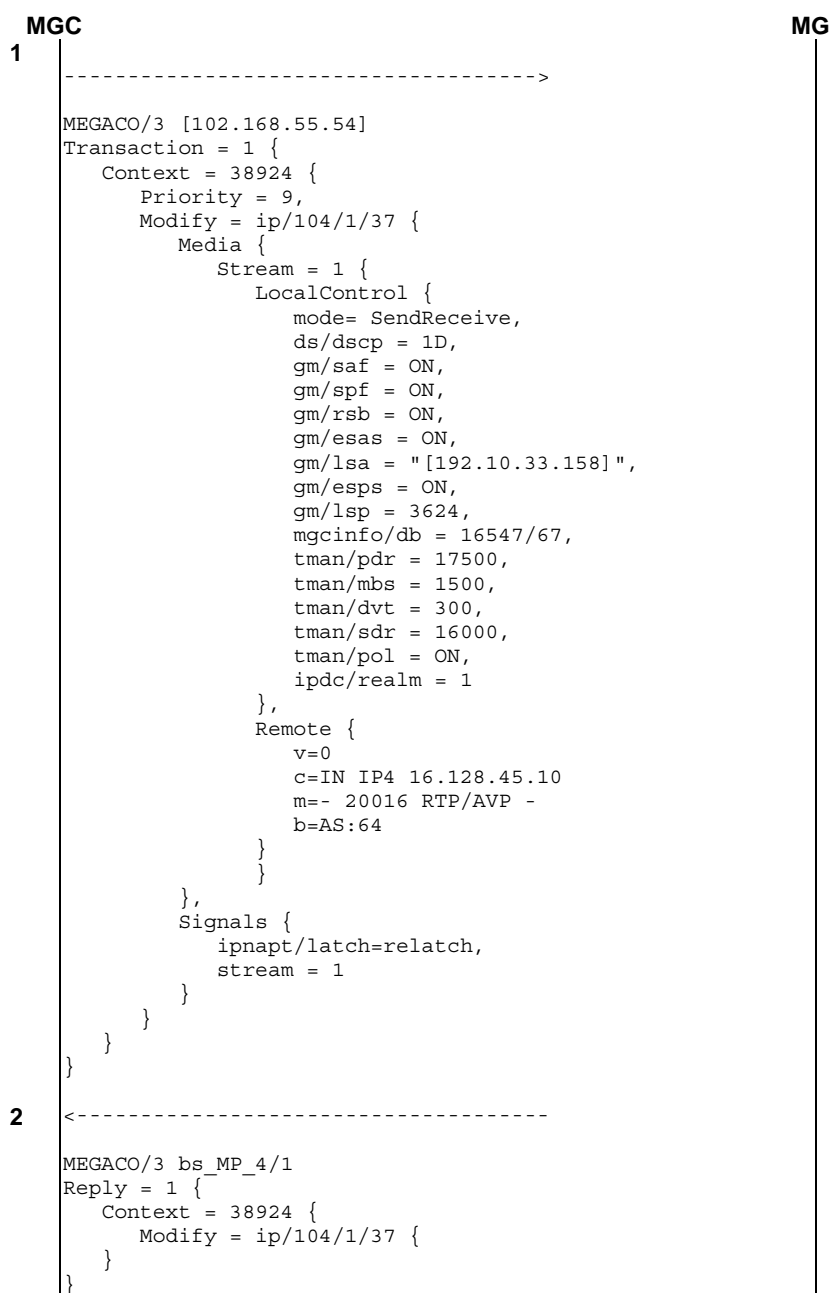 MGC MG
1
------------------------------------->
MEGACO/3 [102.168.55.54]
Transaction = 1 {
Context = 38924 {
Priority = 9,
Modify = ip/104/1/37 {
Media {
Stream = 1 {
LocalControl {
mode= SendReceive,
ds/dscp = 1D,
gm/saf = ON,
gm/spf = ON,
gm/rsb = ON,
gm/esas = ON,
gm/lsa = "[192.10.33.158]",
gm/esps = ON,
gm/lsp = 3624,
mgcinfo/db = 16547/67,
tman/pdr = 17500,
tman/mbs = 1500,
tman/dvt = 300,
tman/sdr = 16000,
tman/pol = ON,
ipdc/realm = 1
},
Remote {
v=0
c=IN IP4 16.128.45.10
m=- 20016 RTP/AVP -
b=AS:64
}
}
},
Signals {
ipnapt/latch=relatch,
stream = 1
}
}
}
}
2 <-------------------------------------
MEGACO/3 bs_MP_4/1
Reply = 1 {
Context = 38924 {
Modify = ip/104/1/37 {
}
}